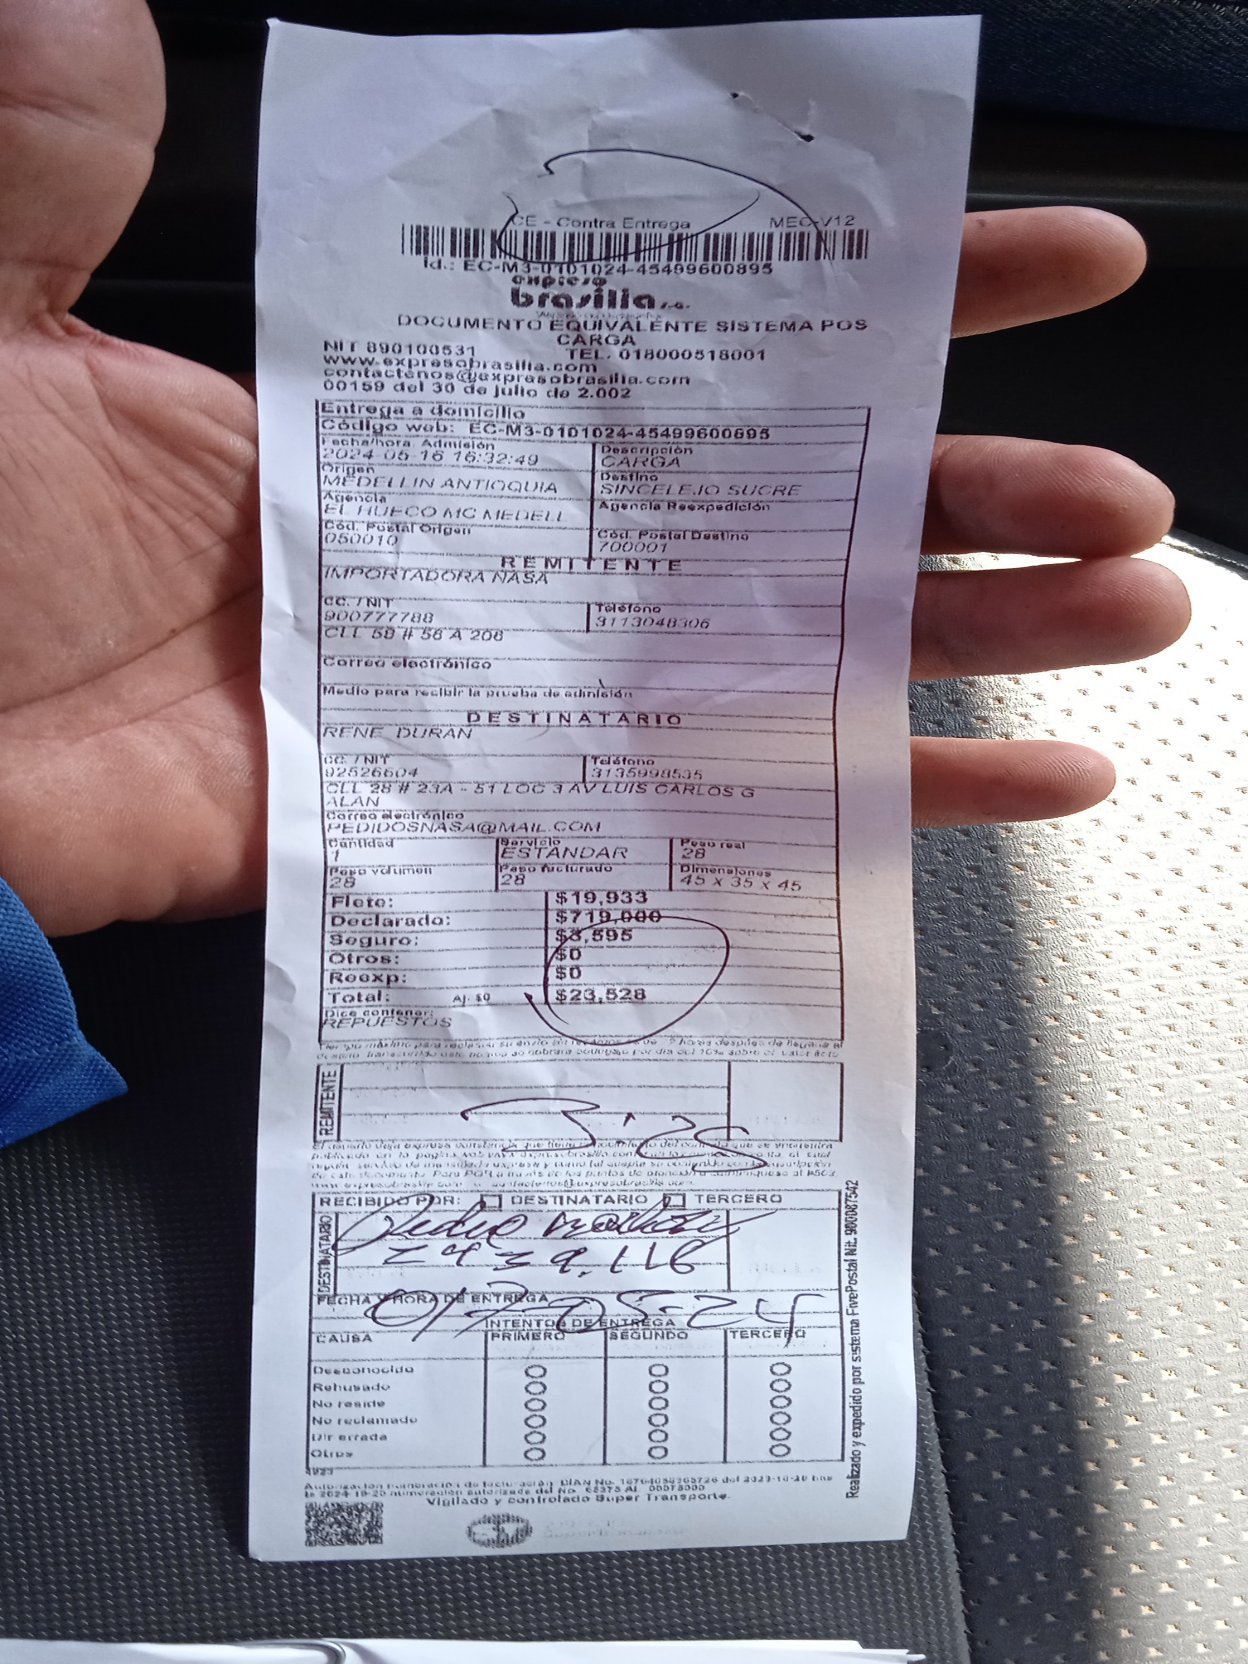 CE - Contra Entrega MEC-V12
Id.: EC-M3-0101024-45499600895
expreso
brasilia s.a.
DOCUMENTO EQUIVALENTE SISTEMA POS
CARGA
NIT 890100531 TEL. 018000518001
www.expresobrasilia.com
contactenos@expresobrasilia.com
00159 del 30 de julio de 2.002
Entrega a domicilio
Código web: EC-M3-0101024-45499600895
Fecha/hora. Admisión Descripción
2024-05-16 16:32:49 CARGA
Origen Destino
MEDELLIN ANTIOQUIA SINCELEJO SUCRE
Agencia Agencia Reexpedición
EL HUECO MC MEDELL
Cód. Postal Origen Cód. Postal Destino
050010 700001
REMITENTE
IMPORTADORA NASA
CC. / NIT Teléfono
900777788 3113048306
CLL 58 # 56 A 206
Correo electrónico
Medio para recibir la prueba de admisión
DESTINATARIO
RENE DURAN
CC. / NIT Teléfono
92526604 3135998535
CLL 28 # 23A - 51 LOC 3 AV LUIS CARLOS G
ALAN
Correo electrónico
PEDIDOSNASA@MAIL.COM
Cantidad Servicio Peso real
1 ESTANDAR 28
Peso volumen Peso facturado Dimensiones
28 28 45 x 35 x 45
Flete: $19,933
Declarado: $719,000
Seguro: $3,595
Otros: $0
Reexp: $0
Total: Aj. $0 $23,528
Dice contener:
REPUESTOS
REMITENTE
3:25
RECIBIDO POR: DESTINATARIO TERCERO
DESTINATARIO
FECHA Y HORA DE ENTREGA
017-05-24
INTENTOS DE ENTREGA
CAUSA PRIMERO SEGUNDO TERCERO
Desconocido
Rehusado
No reside
No reclamado
Dir errada
Otros
Vigilado y controlado Super Transporte
Realizado y expedido por sistema FivePostal Nit. 900087542